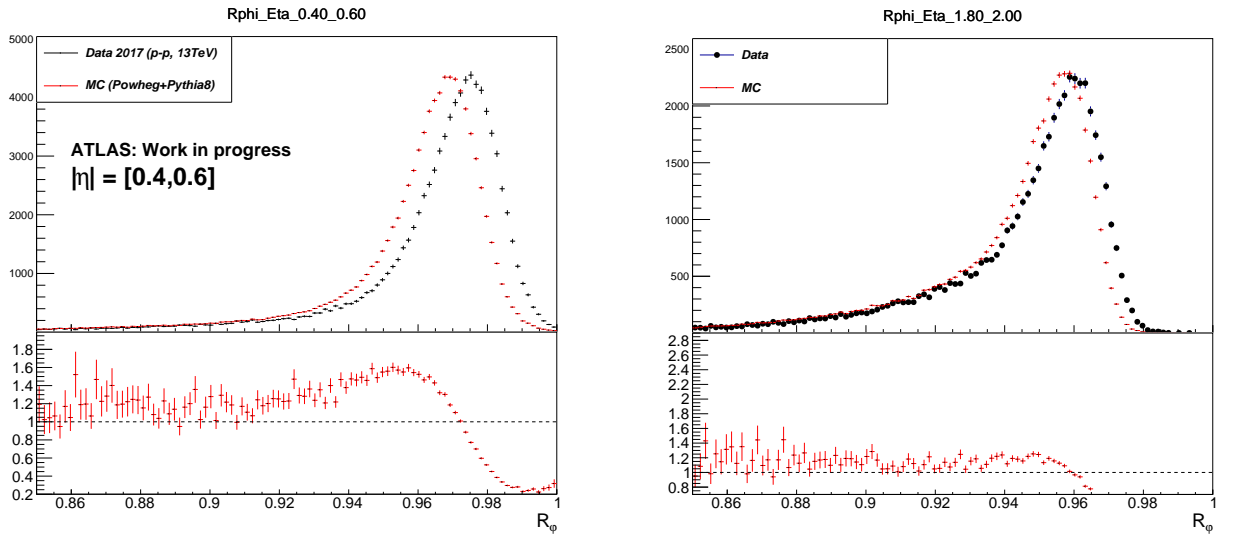 Rphi_Eta_0.40_0.60
5000
4000
3000
2000
1000
Data 2017 (p-p, 13TeV)
MC (Powheg+Pythia8)
ATLAS: Work in progress
|η| = [0.4,0.6]
1.8
1.6
1.4
1.2
1
0.8
0.6
0.4
0.2
0.86 0.88 0.9 0.92 0.94 0.96 0.98 1
Rφ
Rphi_Eta_1.80_2.00
2500
2000
1500
1000
500
Data
MC
2.8
2.6
2.4
2.2
2
1.8
1.6
1.4
1.2
1
0.8
0.86 0.88 0.9 0.92 0.94 0.96 0.98 1
Rφ